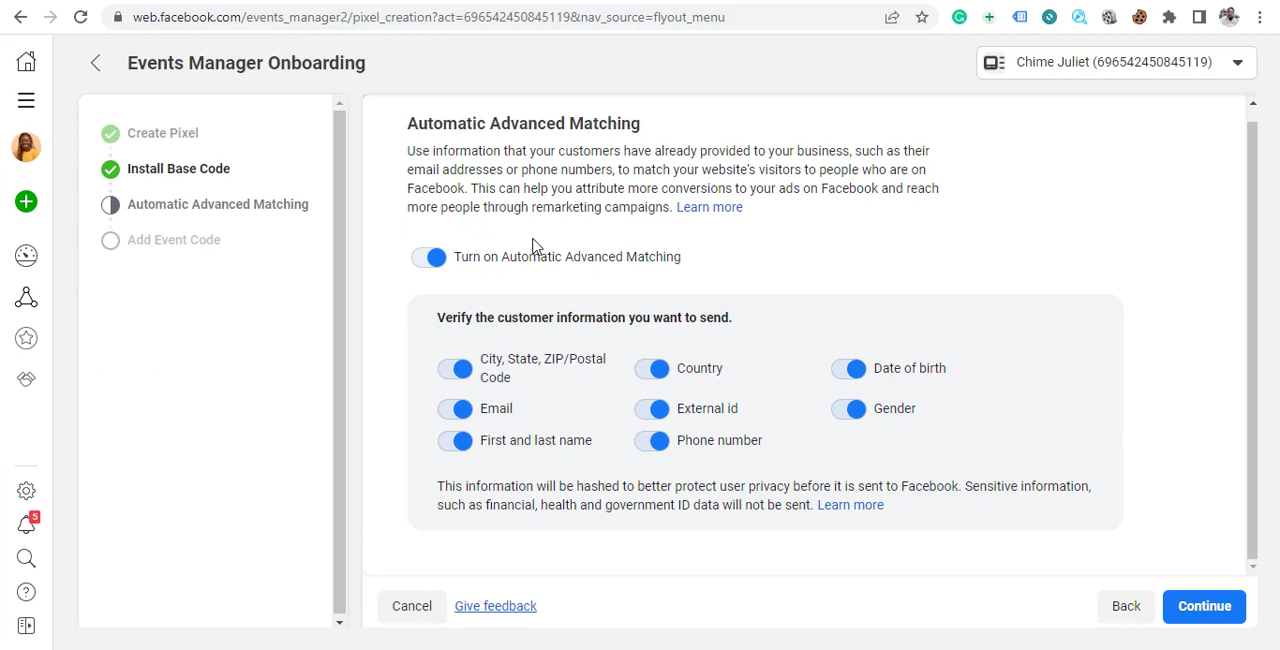 web.facebook.com/events_manager2/pixel_creation?act=696542450845119&nav_source=flyout_menu
Events Manager Onboarding
Chime Juliet (696542450845119)
Create Pixel
Install Base Code
Automatic Advanced Matching
Add Event Code
Automatic Advanced Matching
Use information that your customers have already provided to your business, such as their
email addresses or phone numbers, to match your website's visitors to people who are on
Facebook. This can help you attribute more conversions to your ads on Facebook and reach
more people through remarketing campaigns. Learn more
Turn on Automatic Advanced Matching
Verify the customer information you want to send.
City, State, ZIP/Postal
Code
Country
Date of birth
Email
External id
Gender
First and last name
Phone number
This information will be hashed to better protect user privacy before it is sent to Facebook. Sensitive information,
such as financial, health and government ID data will not be sent. Learn more
5
Cancel
Give feedback
Back
Continue